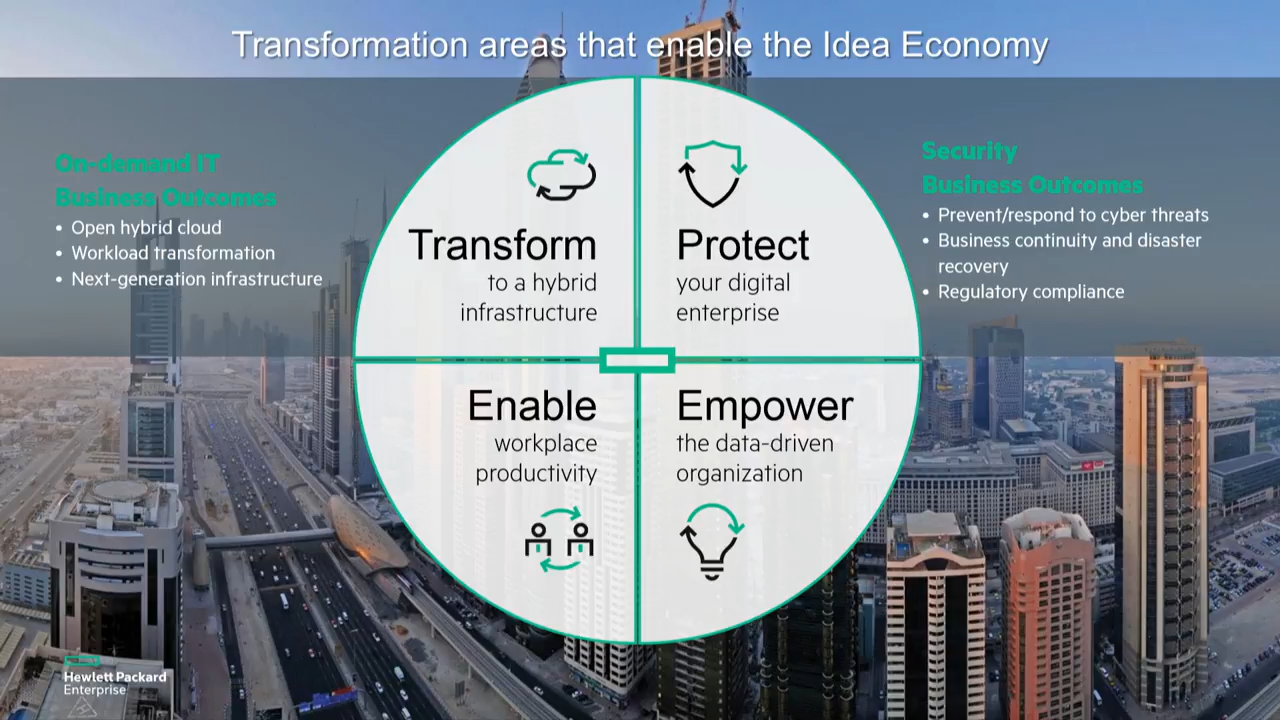 Transformation areas that enable the Idea Economy
On-demand IT
Business Outcomes
• Open hybrid cloud
• Workload transformation
• Next-generation infrastructure
Transform
to a hybrid
infrastructure
Protect
your digital
enterprise
Security
Business Outcomes
• Prevent/respond to cyber threats
• Business continuity and disaster
recovery
• Regulatory compliance
Enable
workplace
productivity
Empower
the data-driven
organization
Hewlett Packard
Enterprise